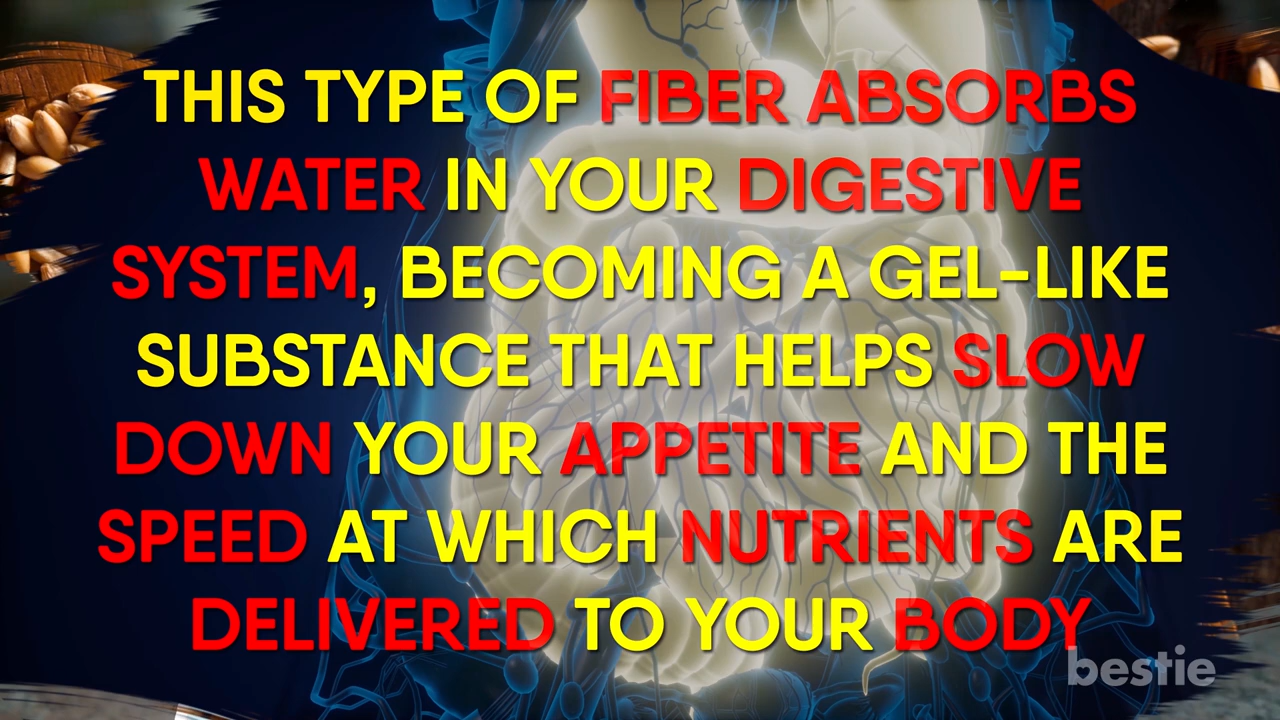 THIS TYPE OF FIBER ABSORBS
WATER IN YOUR DIGESTIVE
SYSTEM, BECOMING A GEL-LIKE
SUBSTANCE THAT HELPS SLOW
DOWN YOUR APPETITE AND THE
SPEED AT WHICH NUTRIENTS ARE
DELIVERED TO YOUR BODY
bestie